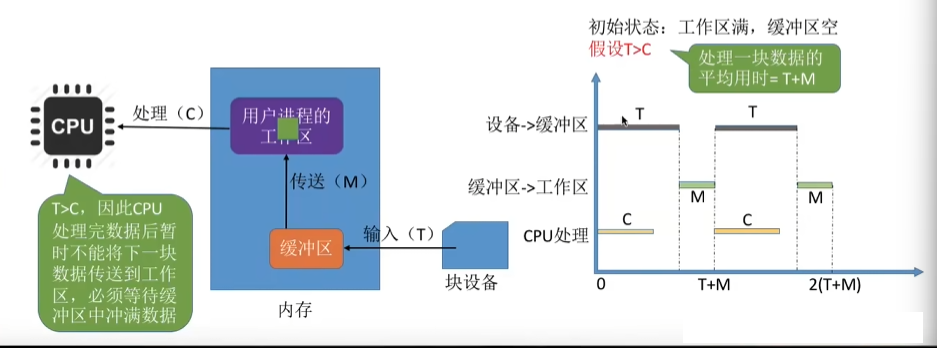 初始状态：工作区满，缓冲区空
假设T>C
处理一块数据的
平均用时= T+M
CPU
处理（C）
用户进程的
工作区
传送（M）
缓冲区
输入（T）
块设备
内存
T>C，因此CPU
处理完数据后暂
时不能将下一块
数据传送到工作
区，必须等待缓
冲区中冲满数据
设备->缓冲区
T
T
缓冲区->工作区
M
M
CPU处理
C
C
0
T+M
2(T+M)